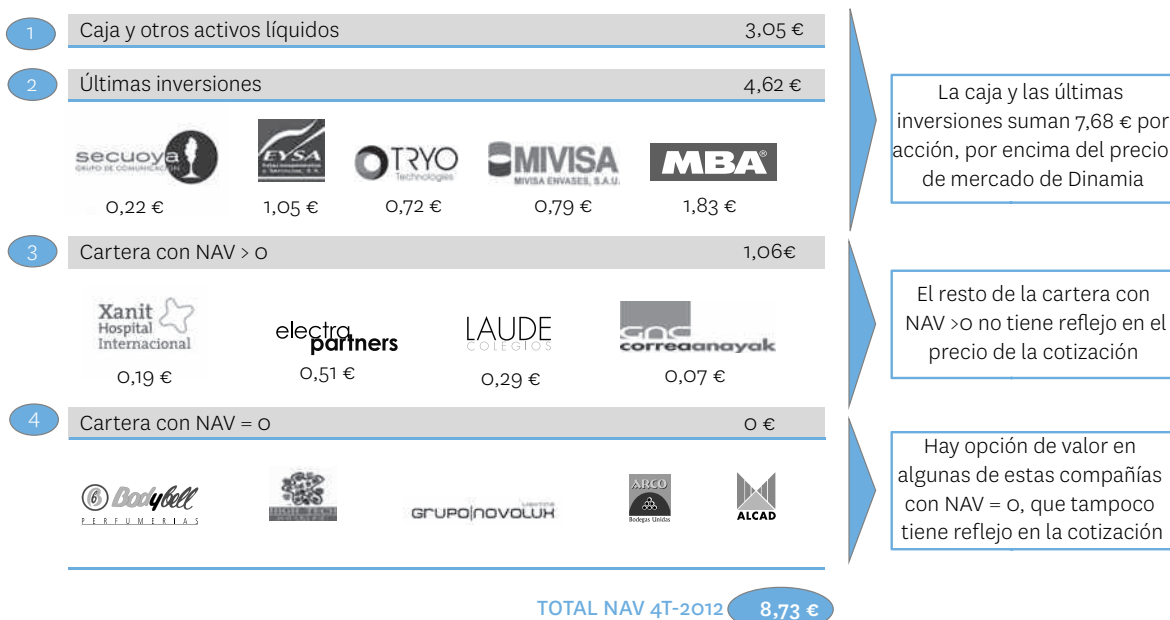 1
Caja y otros activos líquidos 3,05 €
2
Últimas inversiones 4,62 €
secuoya
GRUPO DE COMUNICACIÓN
EYSA
TRYO
Technologies
MIVISA
MIVISA ENVASES, S.A.U.
MBA®
0,22 € 1,05 € 0,72 € 0,79 € 1,83 €
La caja y las últimas
inversiones suman 7,68 € por
acción, por encima del precio
de mercado de Dinamia
3
Cartera con NAV > 0 1,06€
Xanit
Hospital
Internacional
electra
partners
LAUDE
COLEGIOS
GAC
correaanayak
0,19 € 0,51 € 0,29 € 0,07 €
El resto de la cartera con
NAV >0 no tiene reflejo en el
precio de la cotización
4
Cartera con NAV = 0 0 €
6 Bodybell
PERFUMERIAS
GRUPO|NOVOLUX
LIGHTING
ARCO
Bodegas Unidas
ALCAD
Hay opción de valor en
algunas de estas compañías
con NAV = 0, que tampoco
tiene reflejo en la cotización
TOTAL NAV 4T-2012 8,73 €